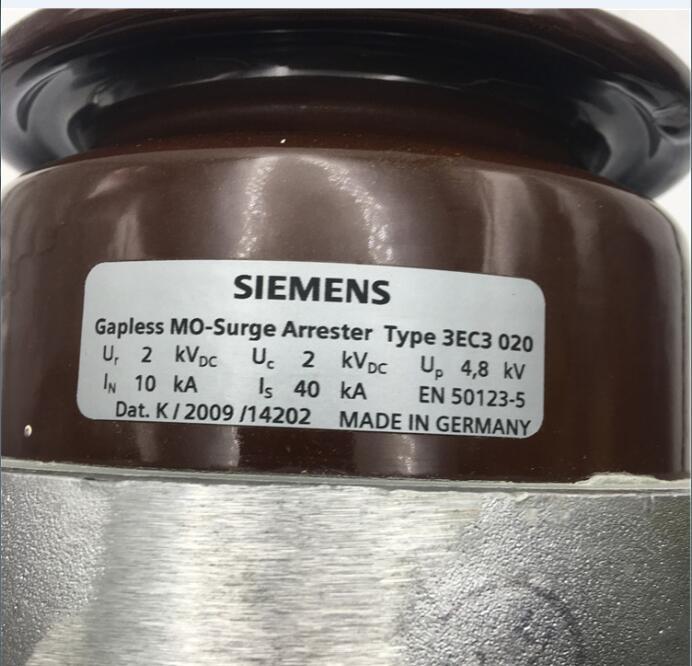 SIEMENS
Gapless MO-Surge Arrester Type 3EC3 020
Ur 2 kVDC Uc 2 kVDC Up 4,8 kV
IN 10 kA Is 40 kA EN 50123-5
Dat. K / 2009 /14202 MADE IN GERMANY